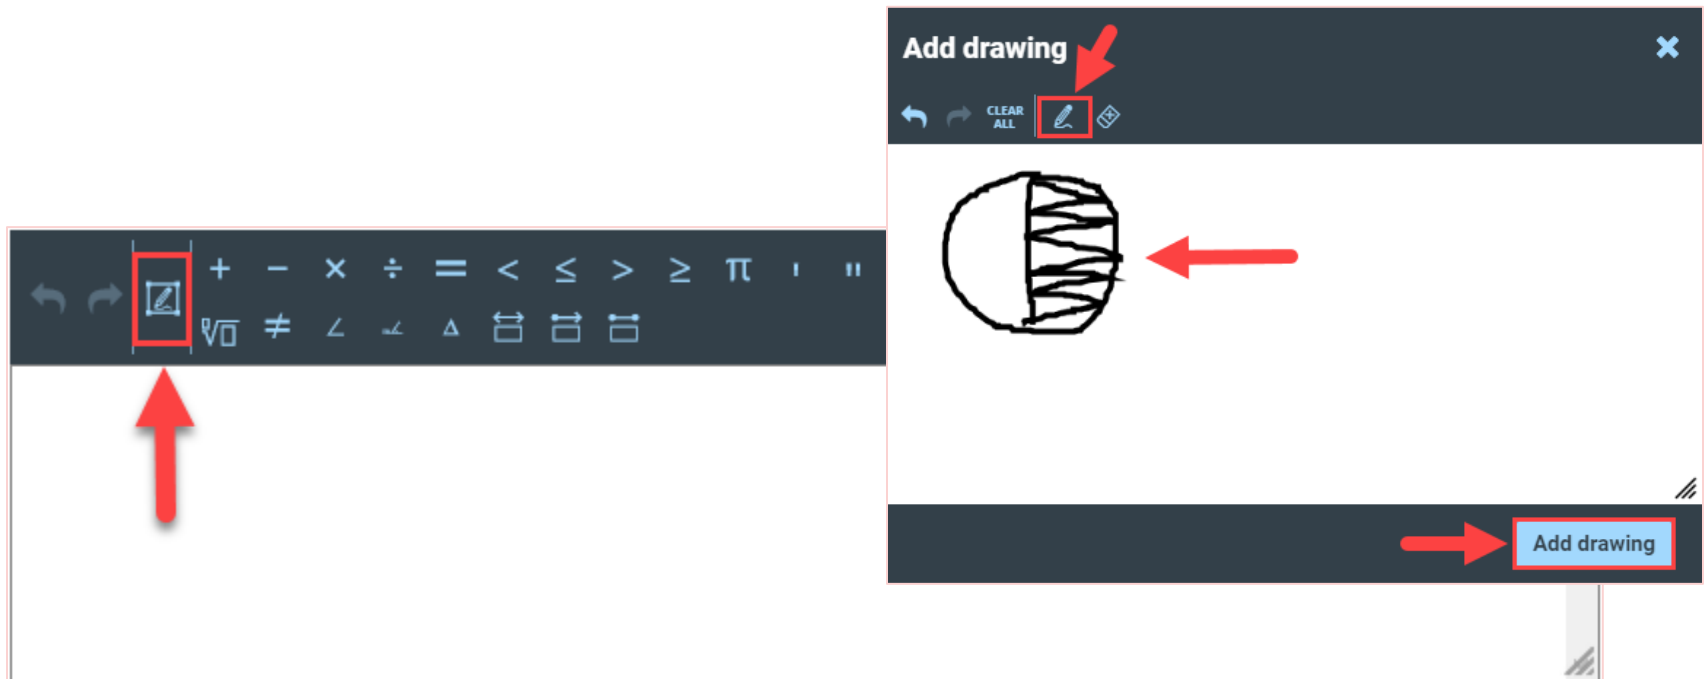 Add drawing
CLEAR
ALL
+ − × ÷ = < ≤ > ≥ π ' "
√ ≠ ∠ ∆
Add drawing